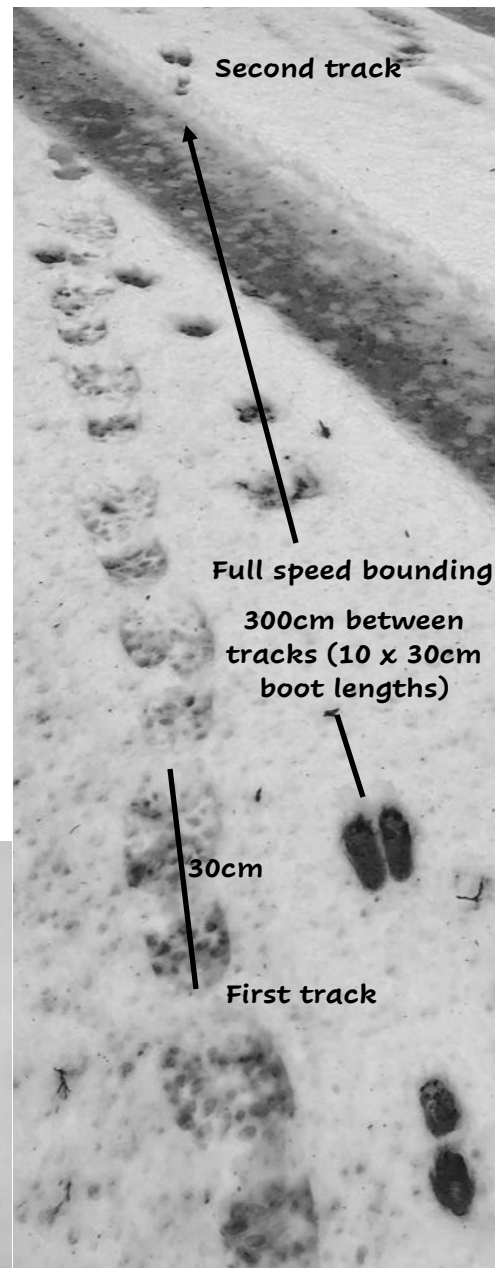 Second track
Full speed bounding
300cm between
tracks (10 x 30cm
boot lengths)
30cm
First track